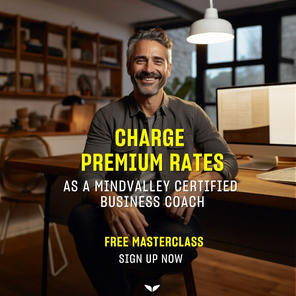 CHARGE
PREMIUM RATES
AS A MINDVALLEY CERTIFIED
BUSINESS COACH
FREE MASTERCLASS
SIGN UP NOW